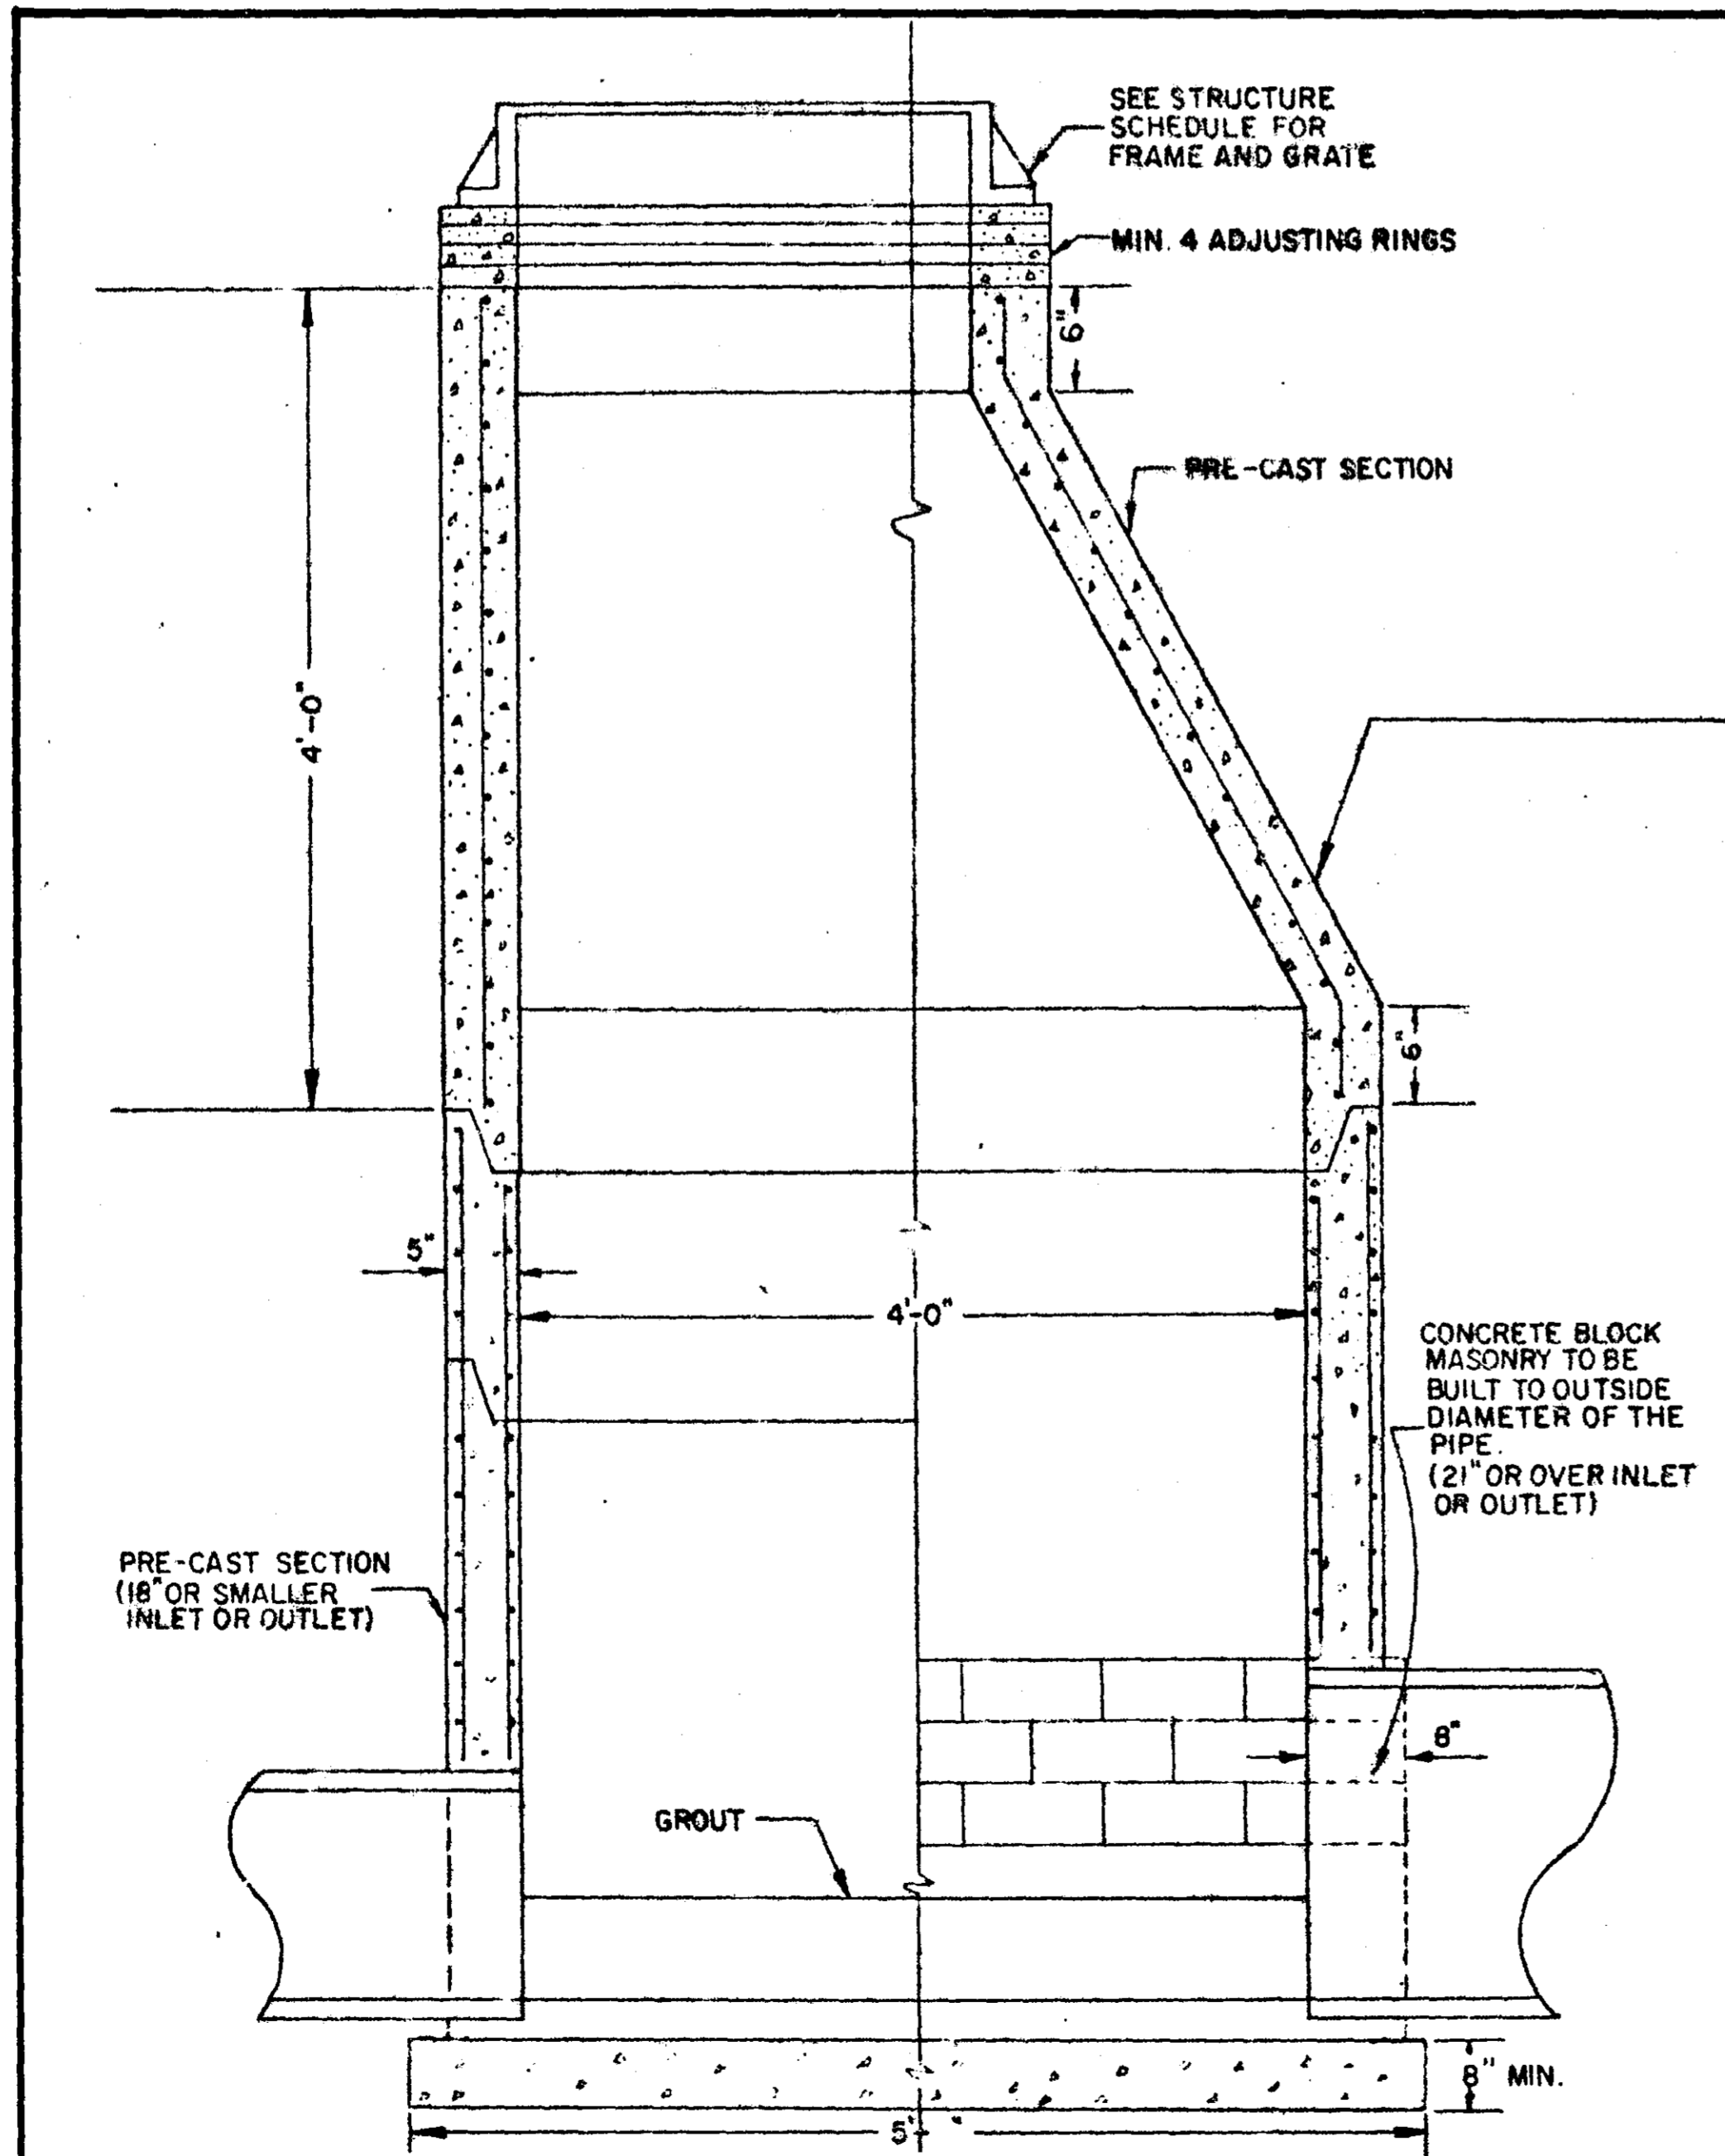 SEE STRUCTURE
SCHEDULE FOR
FRAME AND GRATE
MIN. 4 ADJUSTING RINGS
6"
PRE-CAST SECTION
4'-0"
6"
5"
4'-0"
CONCRETE BLOCK
MASONRY TO BE
BUILT TO OUTSIDE
DIAMETER OF THE
PIPE.
(21" OR OVER INLET
OR OUTLET)
PRE-CAST SECTION
(18" OR SMALLER
INLET OR OUTLET)
8"
GROUT
8" MIN.